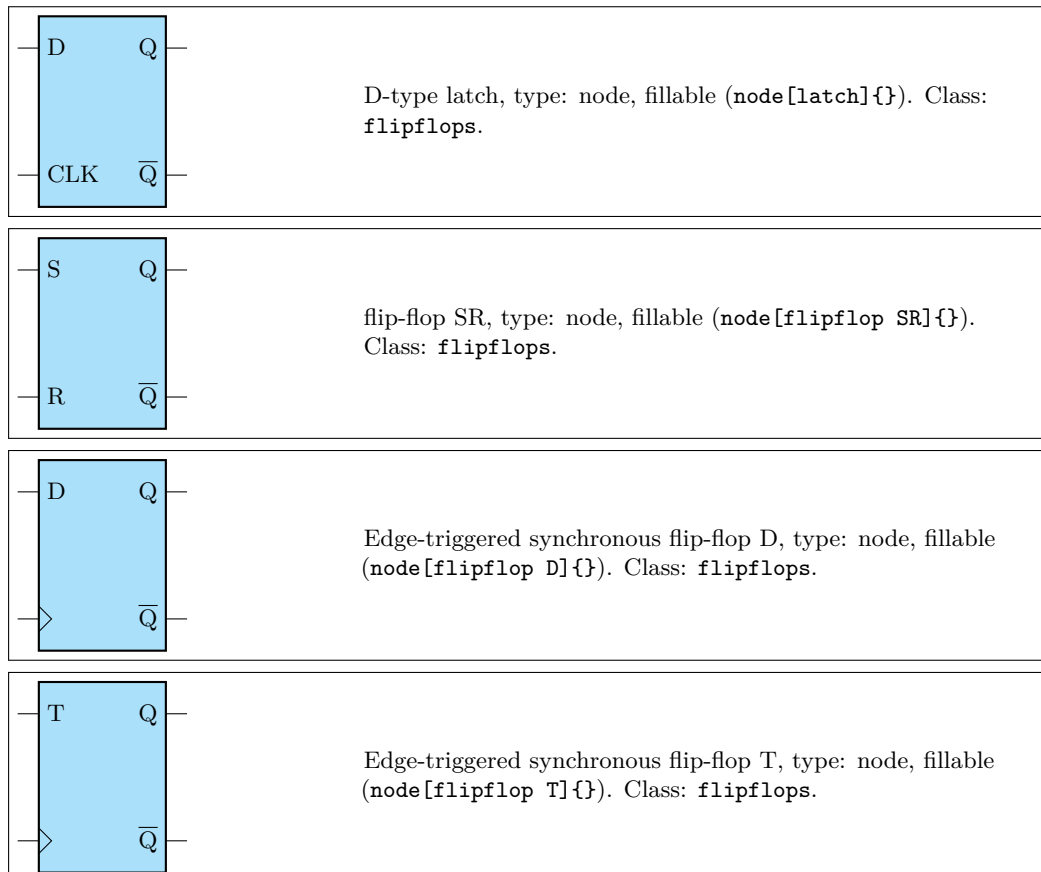 D Q
D-type latch, type: node, fillable (node[latch]{}). Class:
flipflops.
CLK Q̅
S Q
flip-flop SR, type: node, fillable (node[flipflop SR]{}).
Class: flipflops.
R Q̅
D Q
Edge-triggered synchronous flip-flop D, type: node, fillable
(node[flipflop D]{}). Class: flipflops.
Q̅
T Q
Edge-triggered synchronous flip-flop T, type: node, fillable
(node[flipflop T]{}). Class: flipflops.
Q̅